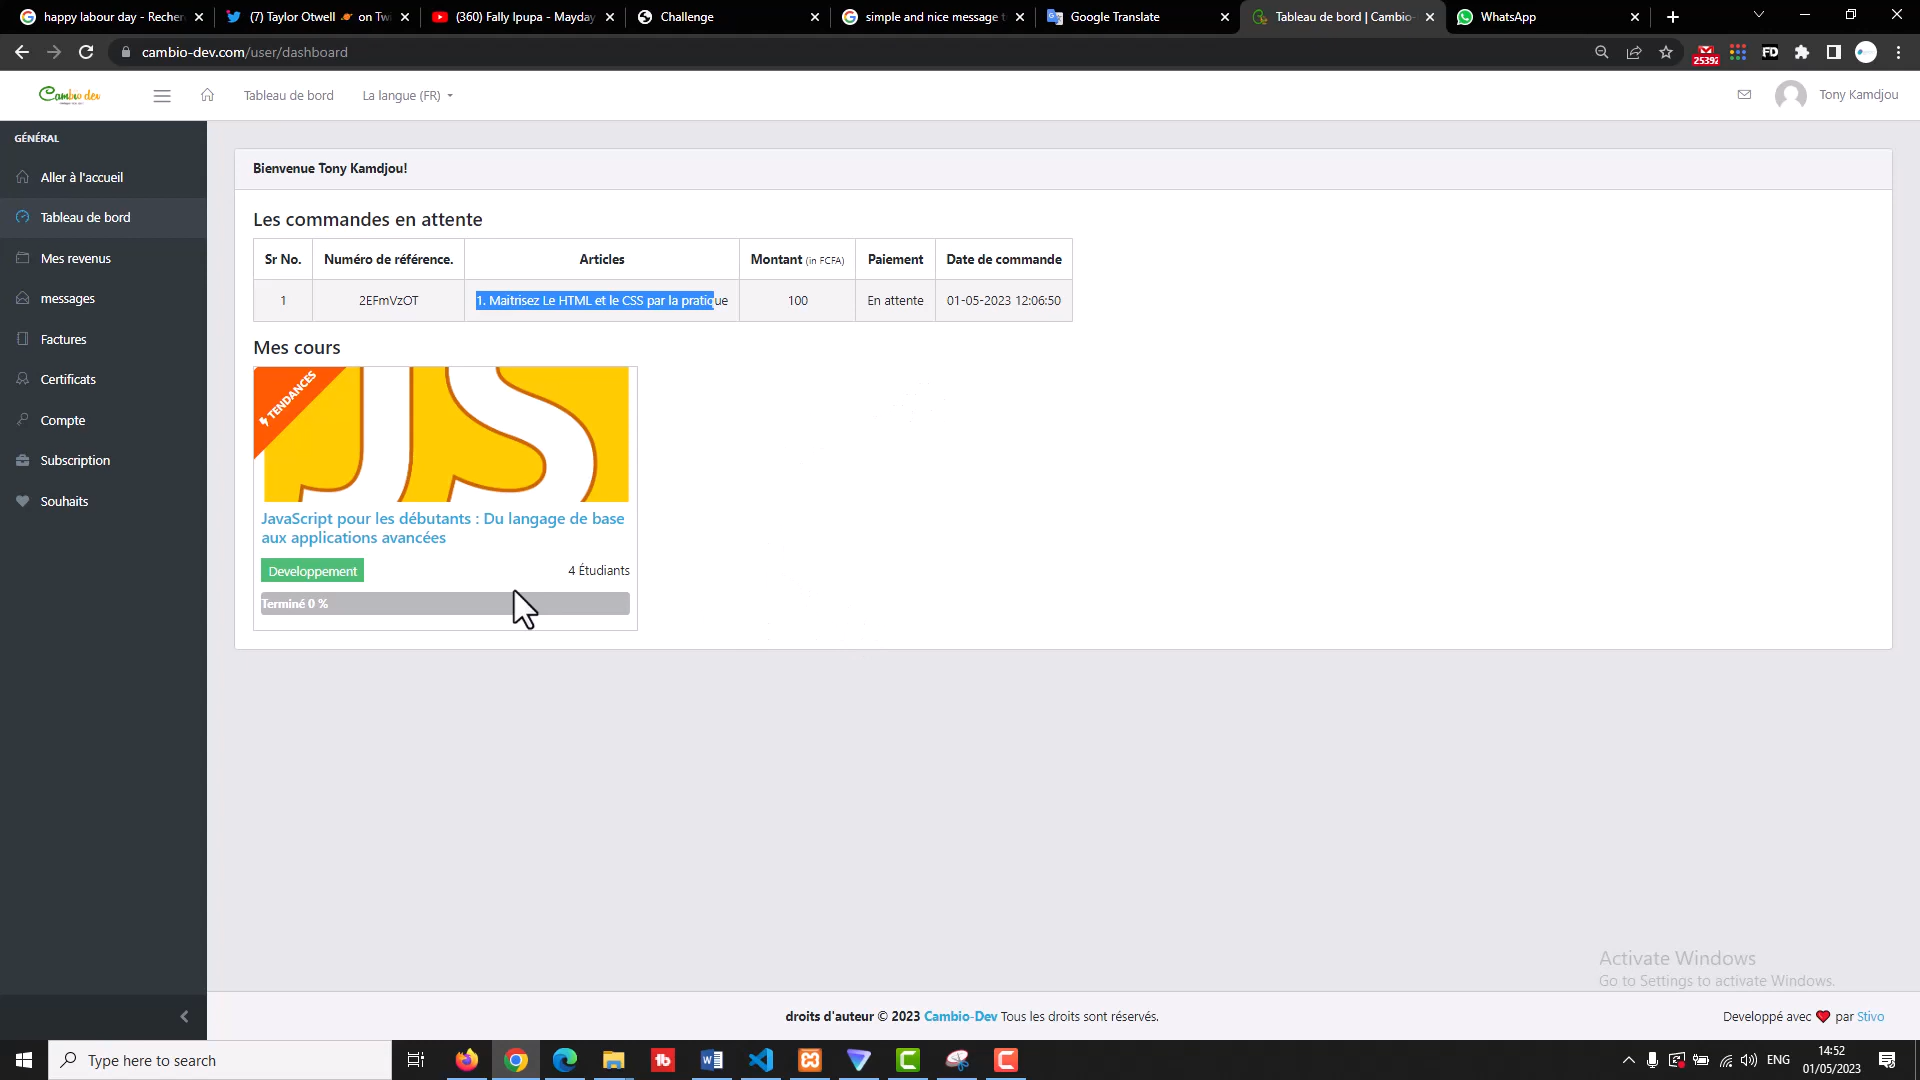 happy labour day - Recher
(7) Taylor Otwell on Tw
(360) Fally Ipupa - Mayday
Challenge
simple and nice message t
Google Translate
Tableau de bord | Cambio-
WhatsApp
cambio-dev.com/user/dashboard
25392
FD
Cambio dev
Tableau de bord
La langue (FR)
Tony Kamdjou
GÉNÉRAL
Aller à l'accueil
Tableau de bord
Mes revenus
messages
Factures
Certificats
Compte
Subscription
Souhaits
Bienvenue Tony Kamdjou!
Les commandes en attente
Sr No. Numéro de référence. Articles Montant (in FCFA) Paiement Date de commande
1 2EFmVzOT 1. Maitrisez Le HTML et le CSS par la pratique 100 En attente 01-05-2023 12:06:50
Mes cours
TENDANCES
JS
JavaScript pour les débutants : Du langage de base
aux applications avancées
Developpement
4 Étudiants
Terminé 0 %
Activate Windows
Go to Settings to activate Windows.
droits d'auteur © 2023 Cambio-Dev Tous les droits sont réservés.
Developpé avec par Stivo
Type here to search
tb
ENG
14:52
01/05/2023